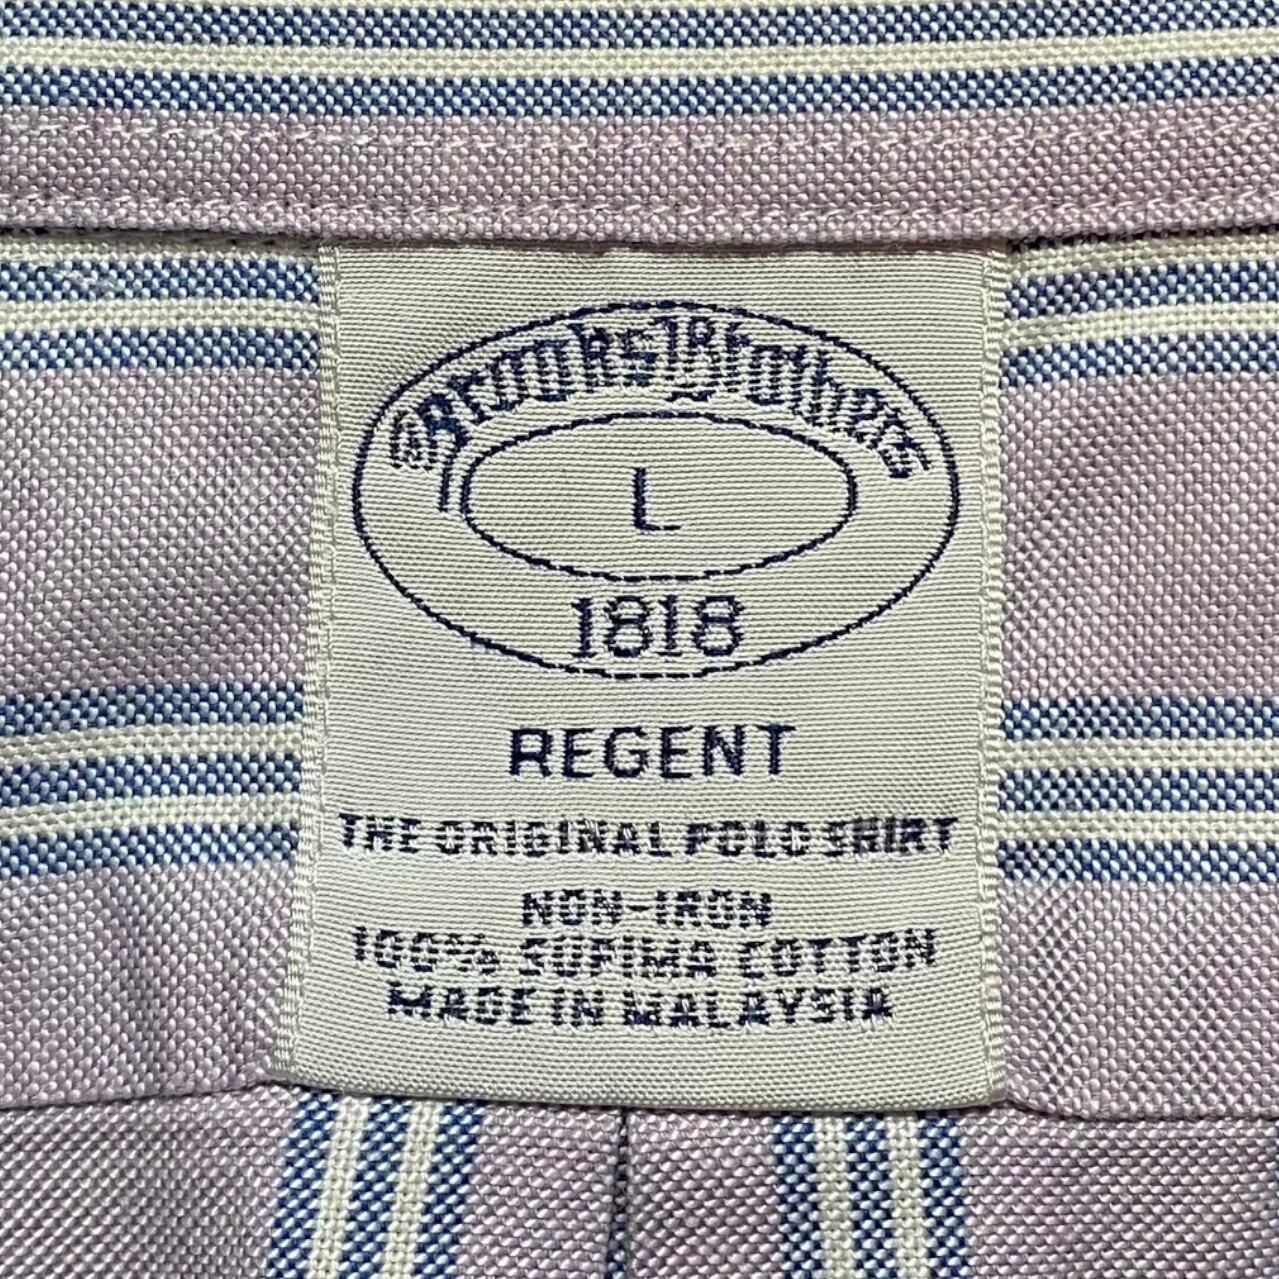 Brooks Brothers
L
1818
REGENT
THE ORIGINAL POLO SHIRT
NON-IRON
100% SUPIMA COTTON
MADE IN MALAYSIA